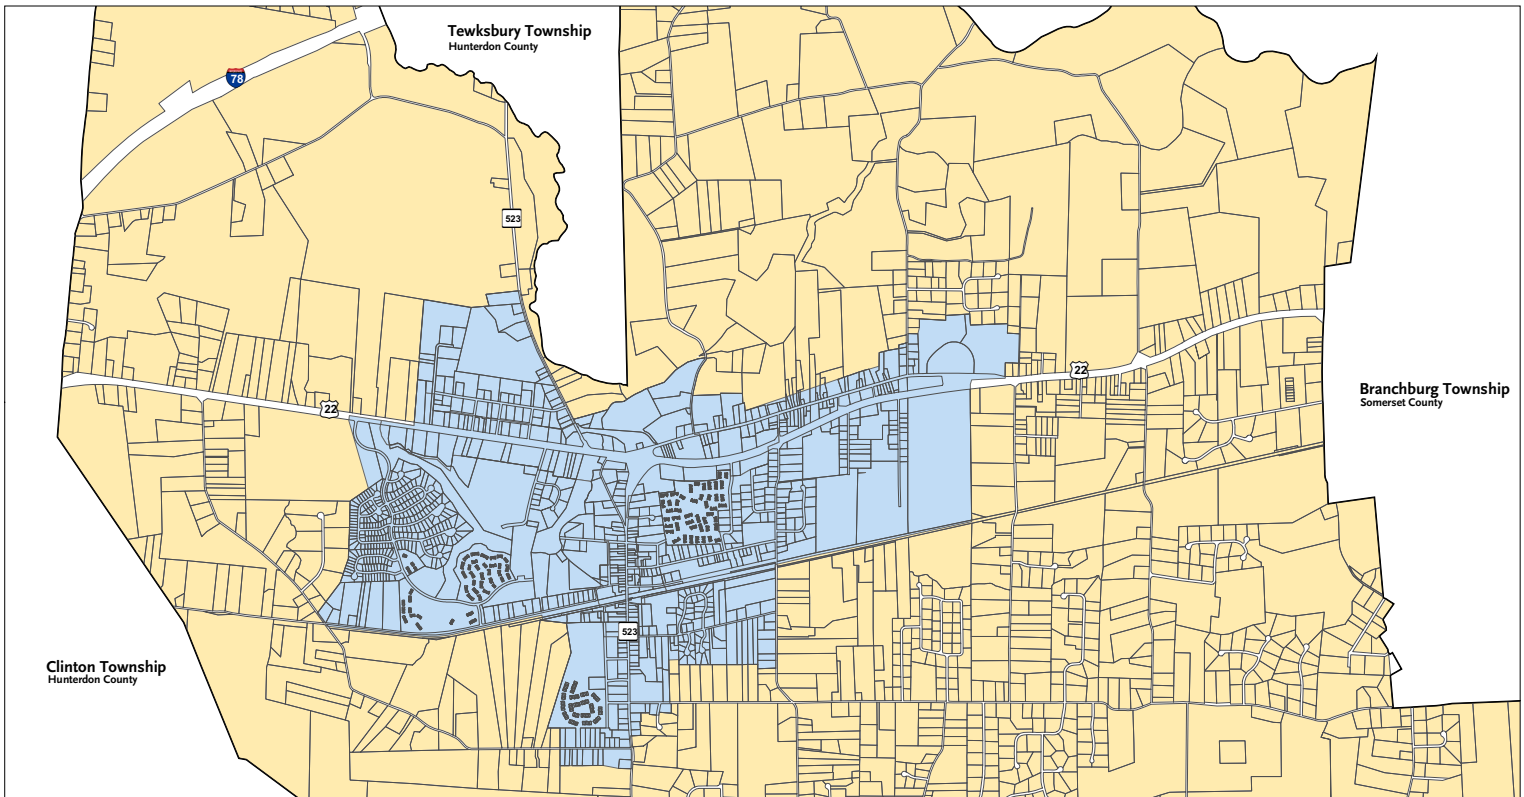 Tewksbury Township
Hunterdon County
78
523
22
22
Branchburg Township
Somerset County
523
Clinton Township
Hunterdon County